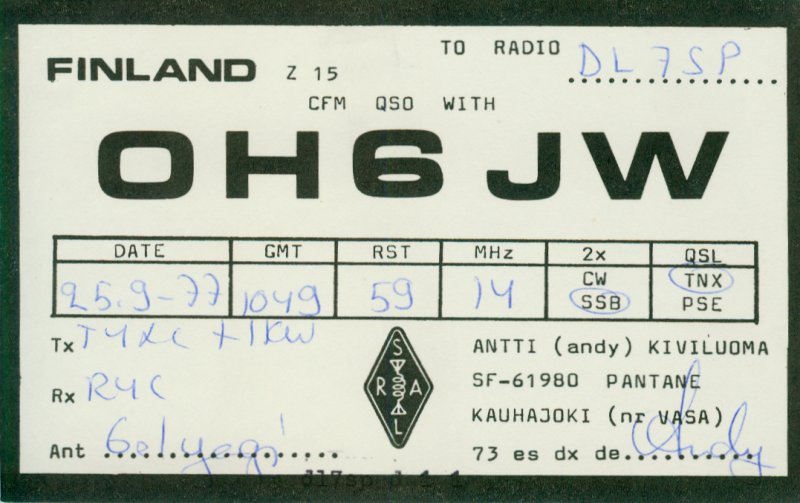 TO RADIO DL7SP
FINLAND Z 15
CFM QSO WITH
OH6JW
DATE GMT RST MHz 2x QSL
25.9-77 1049 59 14 CW TNX
SSB PSE
Tx T4XC +1KW
Rx R4C
Ant 6el yagi
S
R A
L
ANTTI (andy) KIVILUOMA
SF-61980 PANTANE
KAUHAJOKI (nr VASA)
73 es dx de Andy